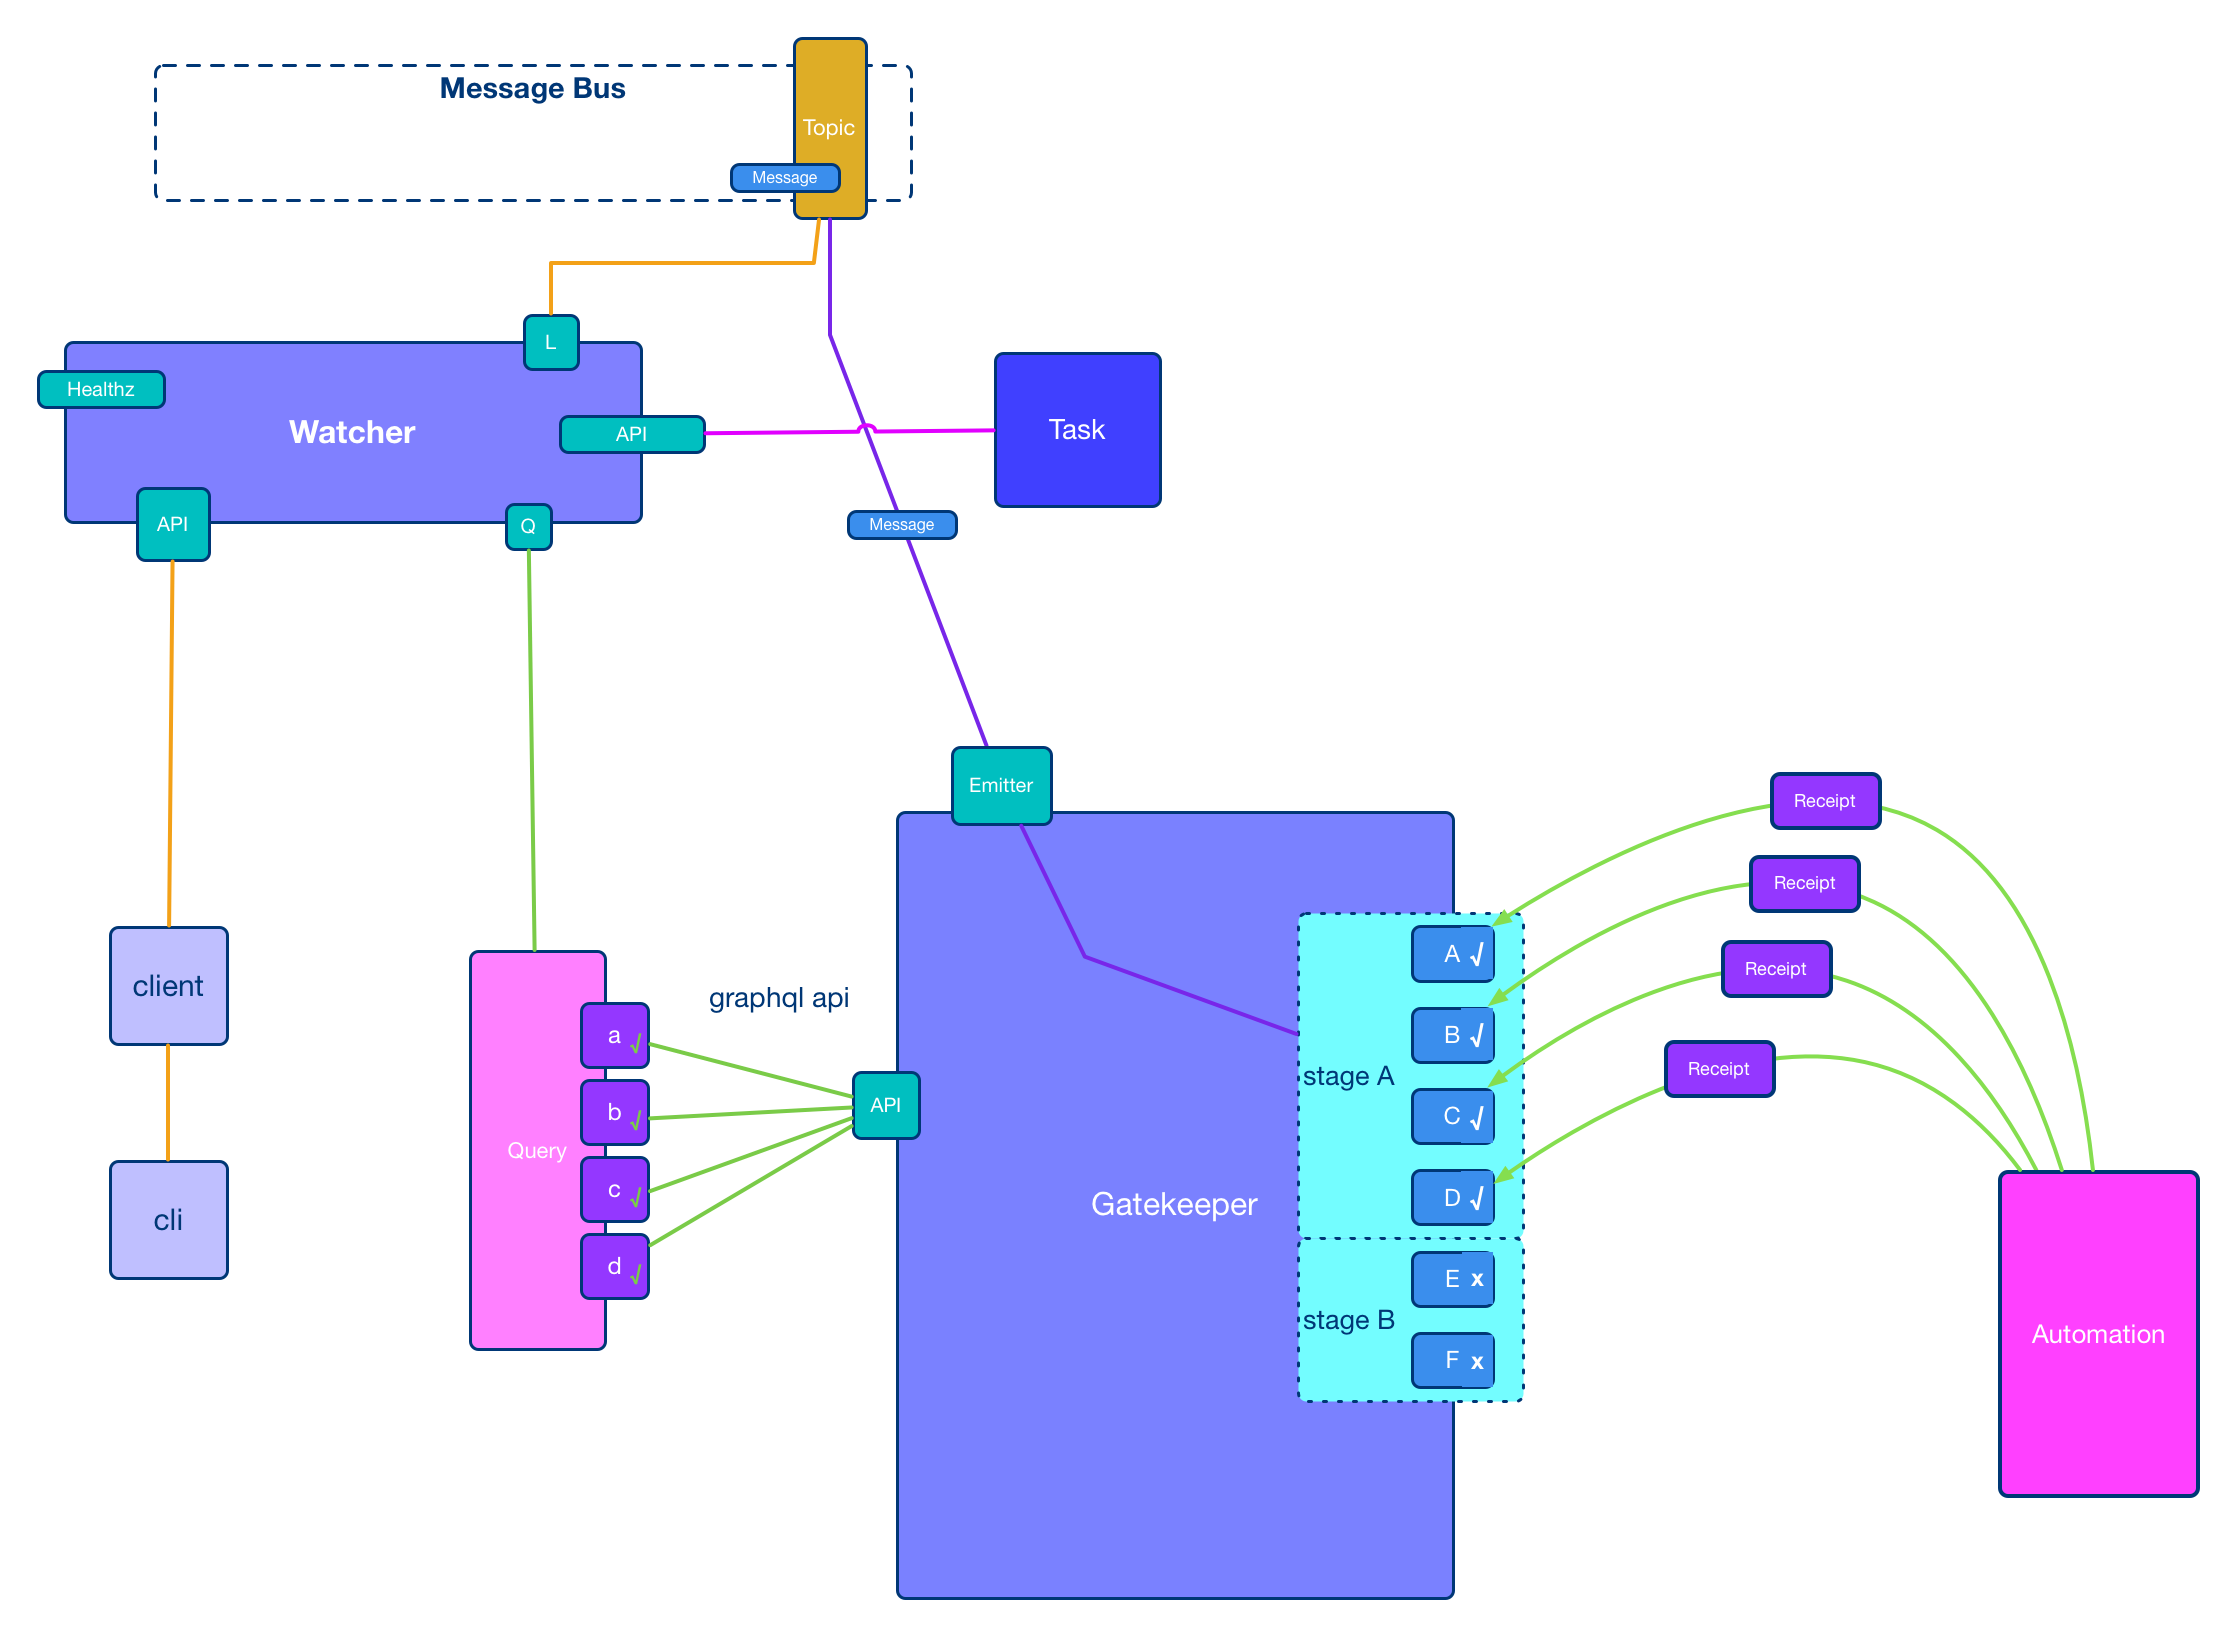 Message Bus
Topic
Message
L
Healthz
Watcher
API
Task
API
Q
Message
Emitter
Receipt
Receipt
A √
Receipt
client
graphql api
a √
B √
Receipt
stage A
API
b √
C √
Query
c √
D √
Gatekeeper
cli
d √
E x
stage B
Automation
F x